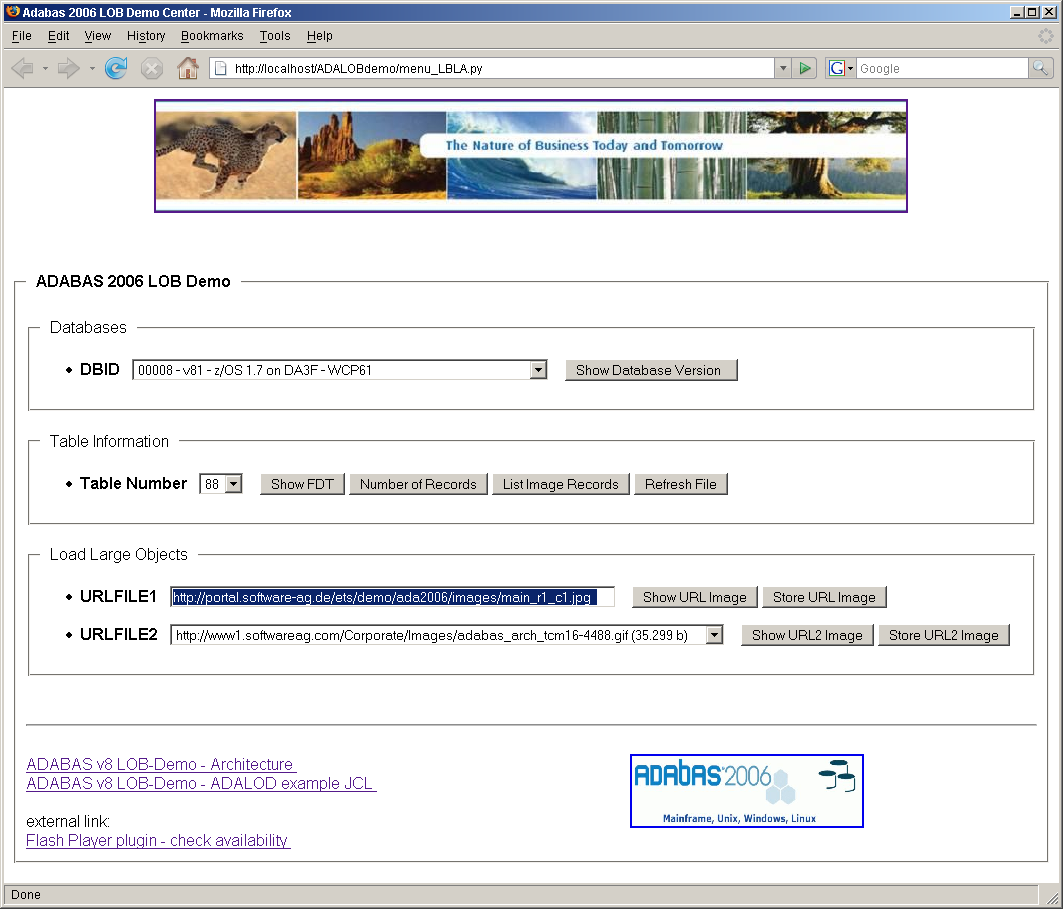 Adabas 2006 LOB Demo Center - Mozilla Firefox
File Edit View History Bookmarks Tools Help
http://localhost/ADALOBdemo/menu_LBLA.py G Google
The Nature of Business Today and Tomorrow
ADABAS 2006 LOB Demo
Databases
DBID 00008 - v81 - z/OS 1.7 on DA3F - WCP61 Show Database Version
Table Information
Table Number 88 Show FDT Number of Records List Image Records Refresh File
Load Large Objects
URLFILE1 http://portal.software-ag.de/ets/demo/ada2006/images/main_r1_c1.jpg Show URL Image Store URL Image
URLFILE2 http://www1.softwareag.com/Corporate/Images/adabas_arch_tcm16-4488.gif (35.299 b) Show URL2 Image Store URL2 Image
ADABAS v8 LOB-Demo - Architecture
ADABAS v8 LOB-Demo - ADALOD example JCL
external link:
Flash Player plugin - check availability
ADABAS 2006
Mainframe, Unix, Windows, Linux
Done